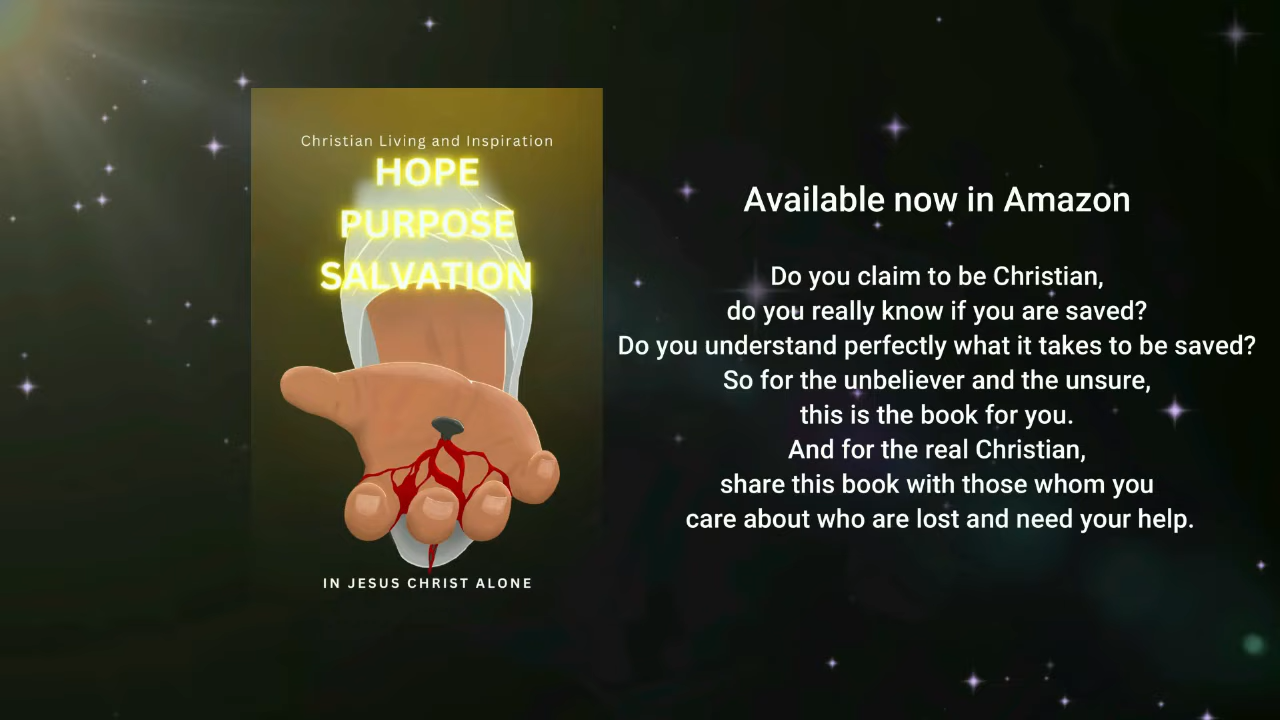 Christian Living and Inspiration
HOPE
PURPOSE
SALVATION
IN JESUS CHRIST ALONE
Available now in Amazon
Do you claim to be Christian,
do you really know if you are saved?
Do you understand perfectly what it takes to be saved?
So for the unbeliever and the unsure,
this is the book for you.
And for the real Christian,
share this book with those whom you
care about who are lost and need your help.